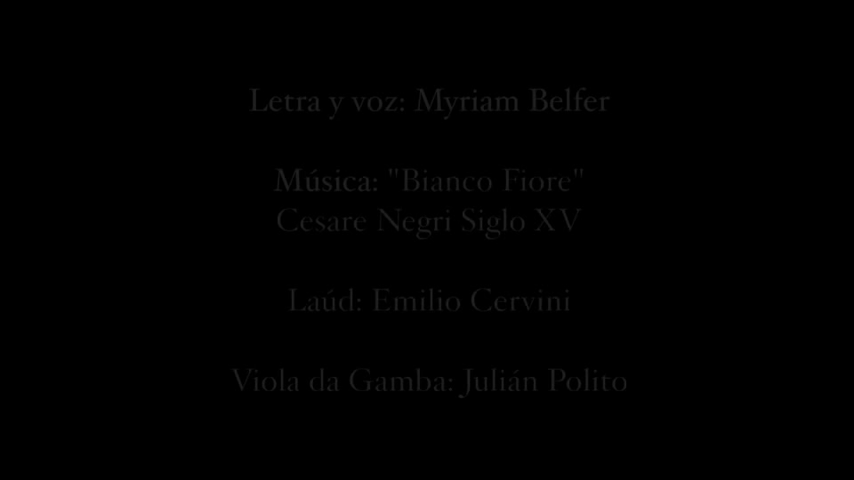 Letra y voz: Myriam Belfer
Música: "Bianco Fiore"
Cesare Negri Siglo XV
Laúd: Emilio Cervini
Viola da Gamba: Julián Polito